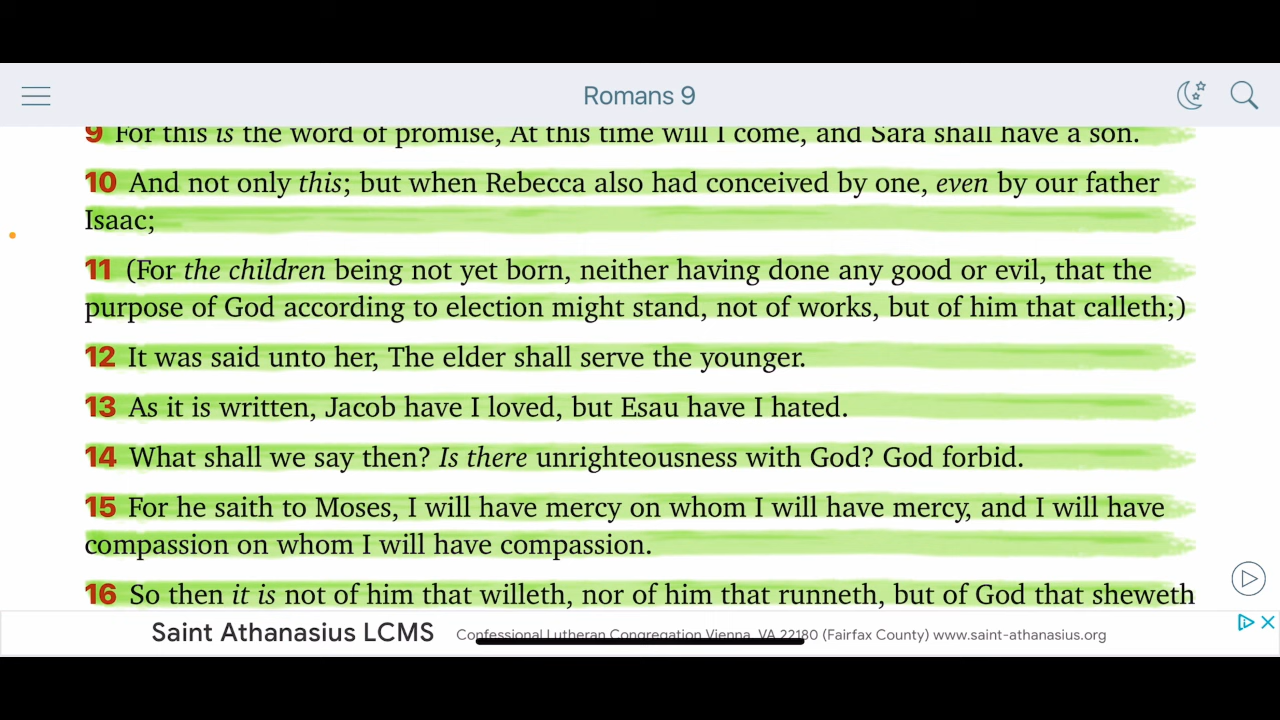 Romans 9
9 For this is the word of promise, At this time will I come, and Sara shall have a son.
10 And not only this; but when Rebecca also had conceived by one, even by our father
Isaac;
11 (For the children being not yet born, neither having done any good or evil, that the
purpose of God according to election might stand, not of works, but of him that calleth;)
12 It was said unto her, The elder shall serve the younger.
13 As it is written, Jacob have I loved, but Esau have I hated.
14 What shall we say then? Is there unrighteousness with God? God forbid.
15 For he saith to Moses, I will have mercy on whom I will have mercy, and I will have
compassion on whom I will have compassion.
16 So then it is not of him that willeth, nor of him that runneth, but of God that sheweth
Saint Athanasius LCMS Confessional Lutheran Congregation Vienna, VA 22180 (Fairfax County) www.saint-athanasius.org